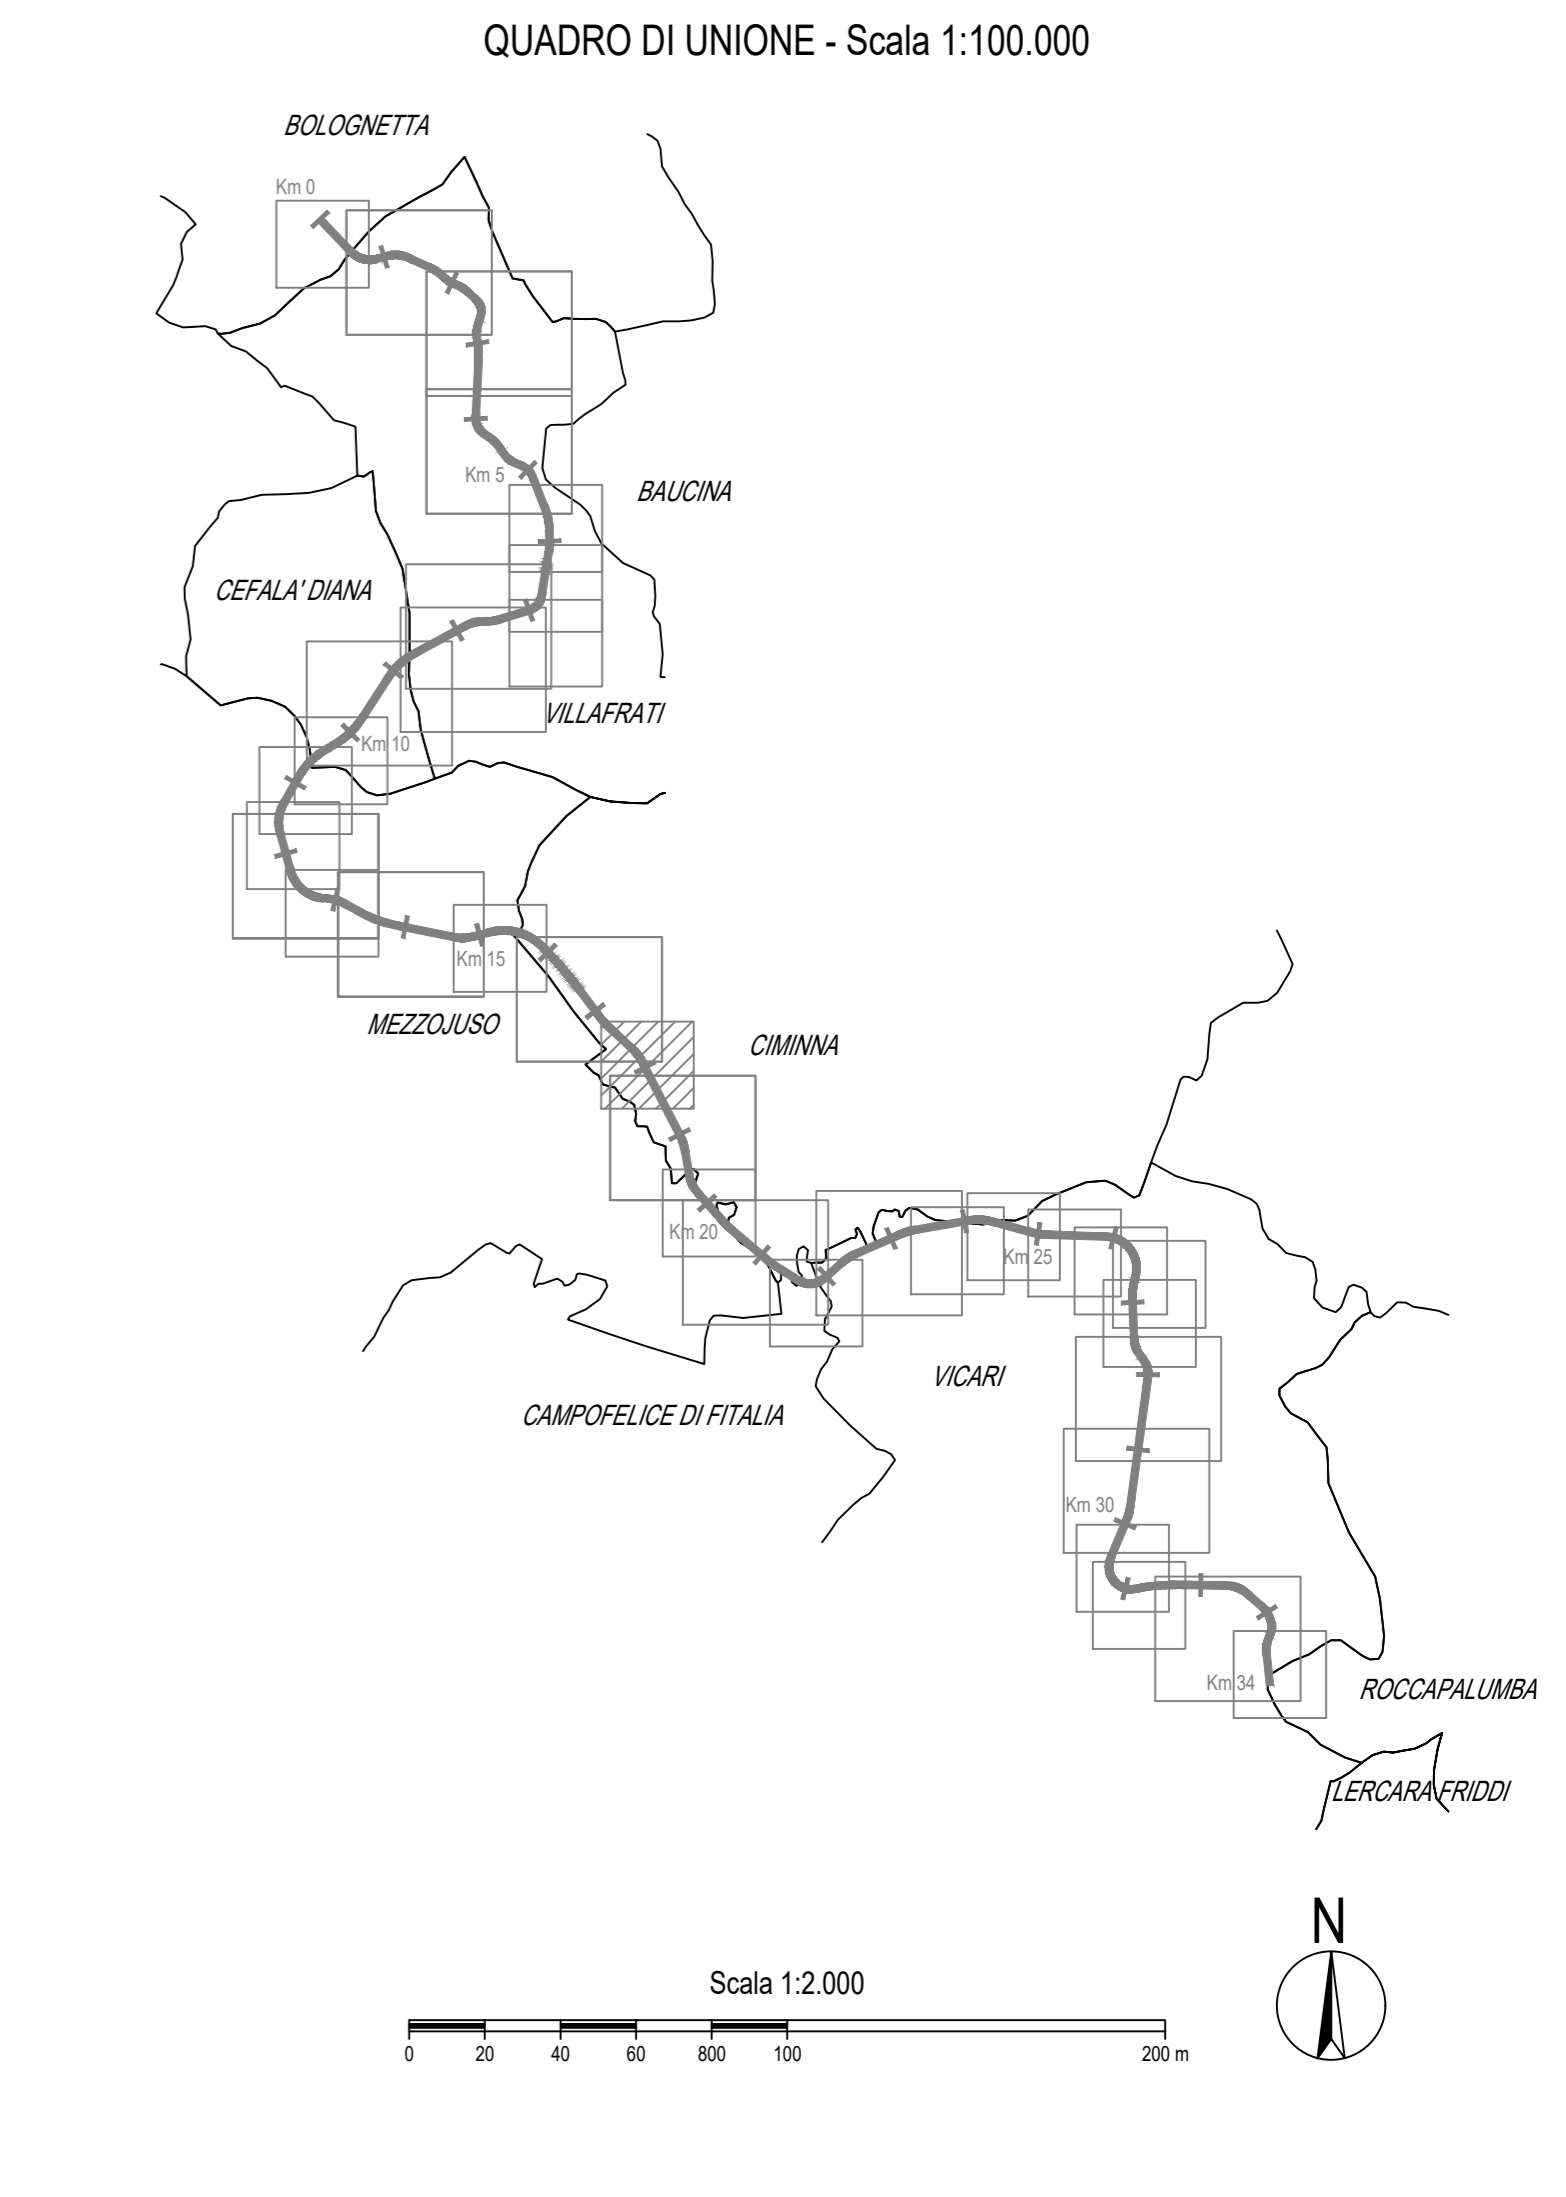 QUADRO DI UNIONE - Scala 1:100.000
BOLOGNETTA
Km 0
Km 5
BAUCINA
CEFALA' DIANA
VILLAFRATI
Km 10
Km 15
MEZZOJUSO
CIMINNA
Km 20
Km 25
VICARI
CAMPOFELICE DI FITALIA
Km 30
Km 34
ROCCAPALUMBA
LERCARA FRIDDI
N
Scala 1:2.000
0 20 40 60 800 100 200 m